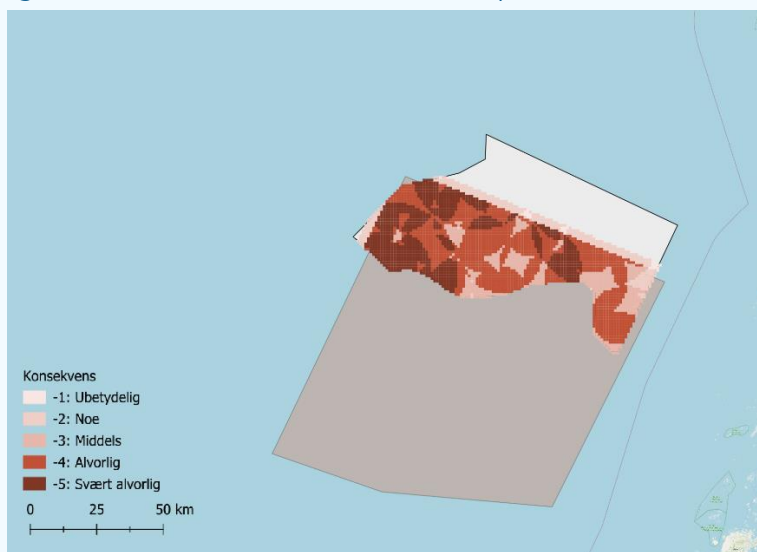 Konsekvens
-1: Ubetydelig
-2: Noe
-3: Middels
-4: Alvorlig
-5: Svært alvorlig
0 25 50 km